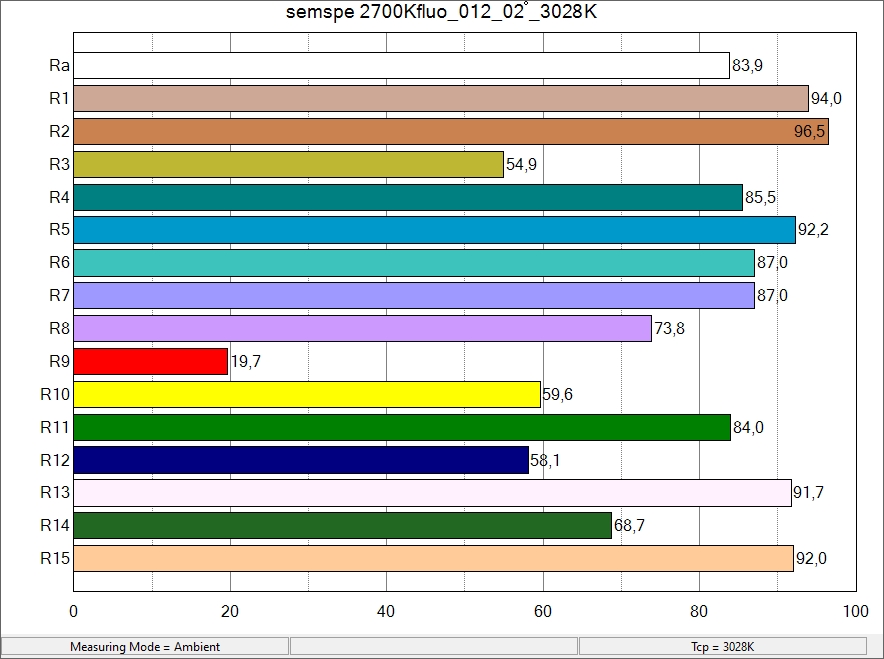 semspe 2700Kfluo_012_02°_3028K
Ra 83,9
R1 94,0
R2 96,5
R3 54,9
R4 85,5
R5 92,2
R6 87,0
R7 87,0
R8 73,8
R9 19,7
R10 59,6
R11 84,0
R12 58,1
R13 91,7
R14 68,7
R15 92,0
0 20 40 60 80 100
Measuring Mode = Ambient Tcp = 3028K